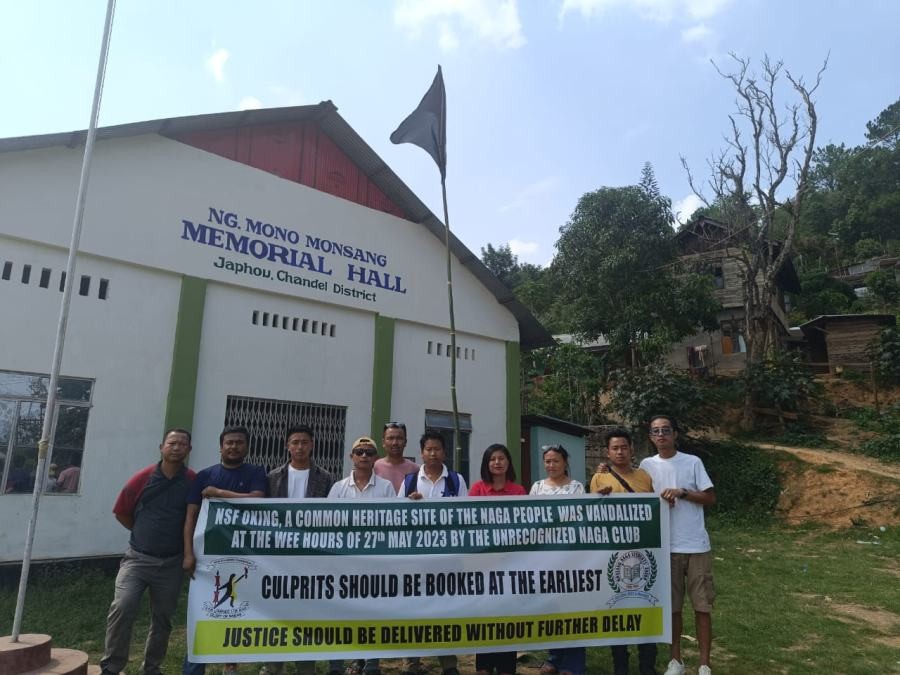 NG. MONO MONSANG
MEMORIAL HALL
Japhou, Chandel District
NSF OKING, A COMMON HERITAGE SITE OF THE NAGA PEOPLE WAS VANDALIZED
AT THE WEE HOURS OF 27th MAY 2023 BY THE UNRECOGNIZED NAGA CLUB
CULPRITS SHOULD BE BOOKED AT THE EARLIEST
JUSTICE SHOULD BE DELIVERED WITHOUT FURTHER DELAY